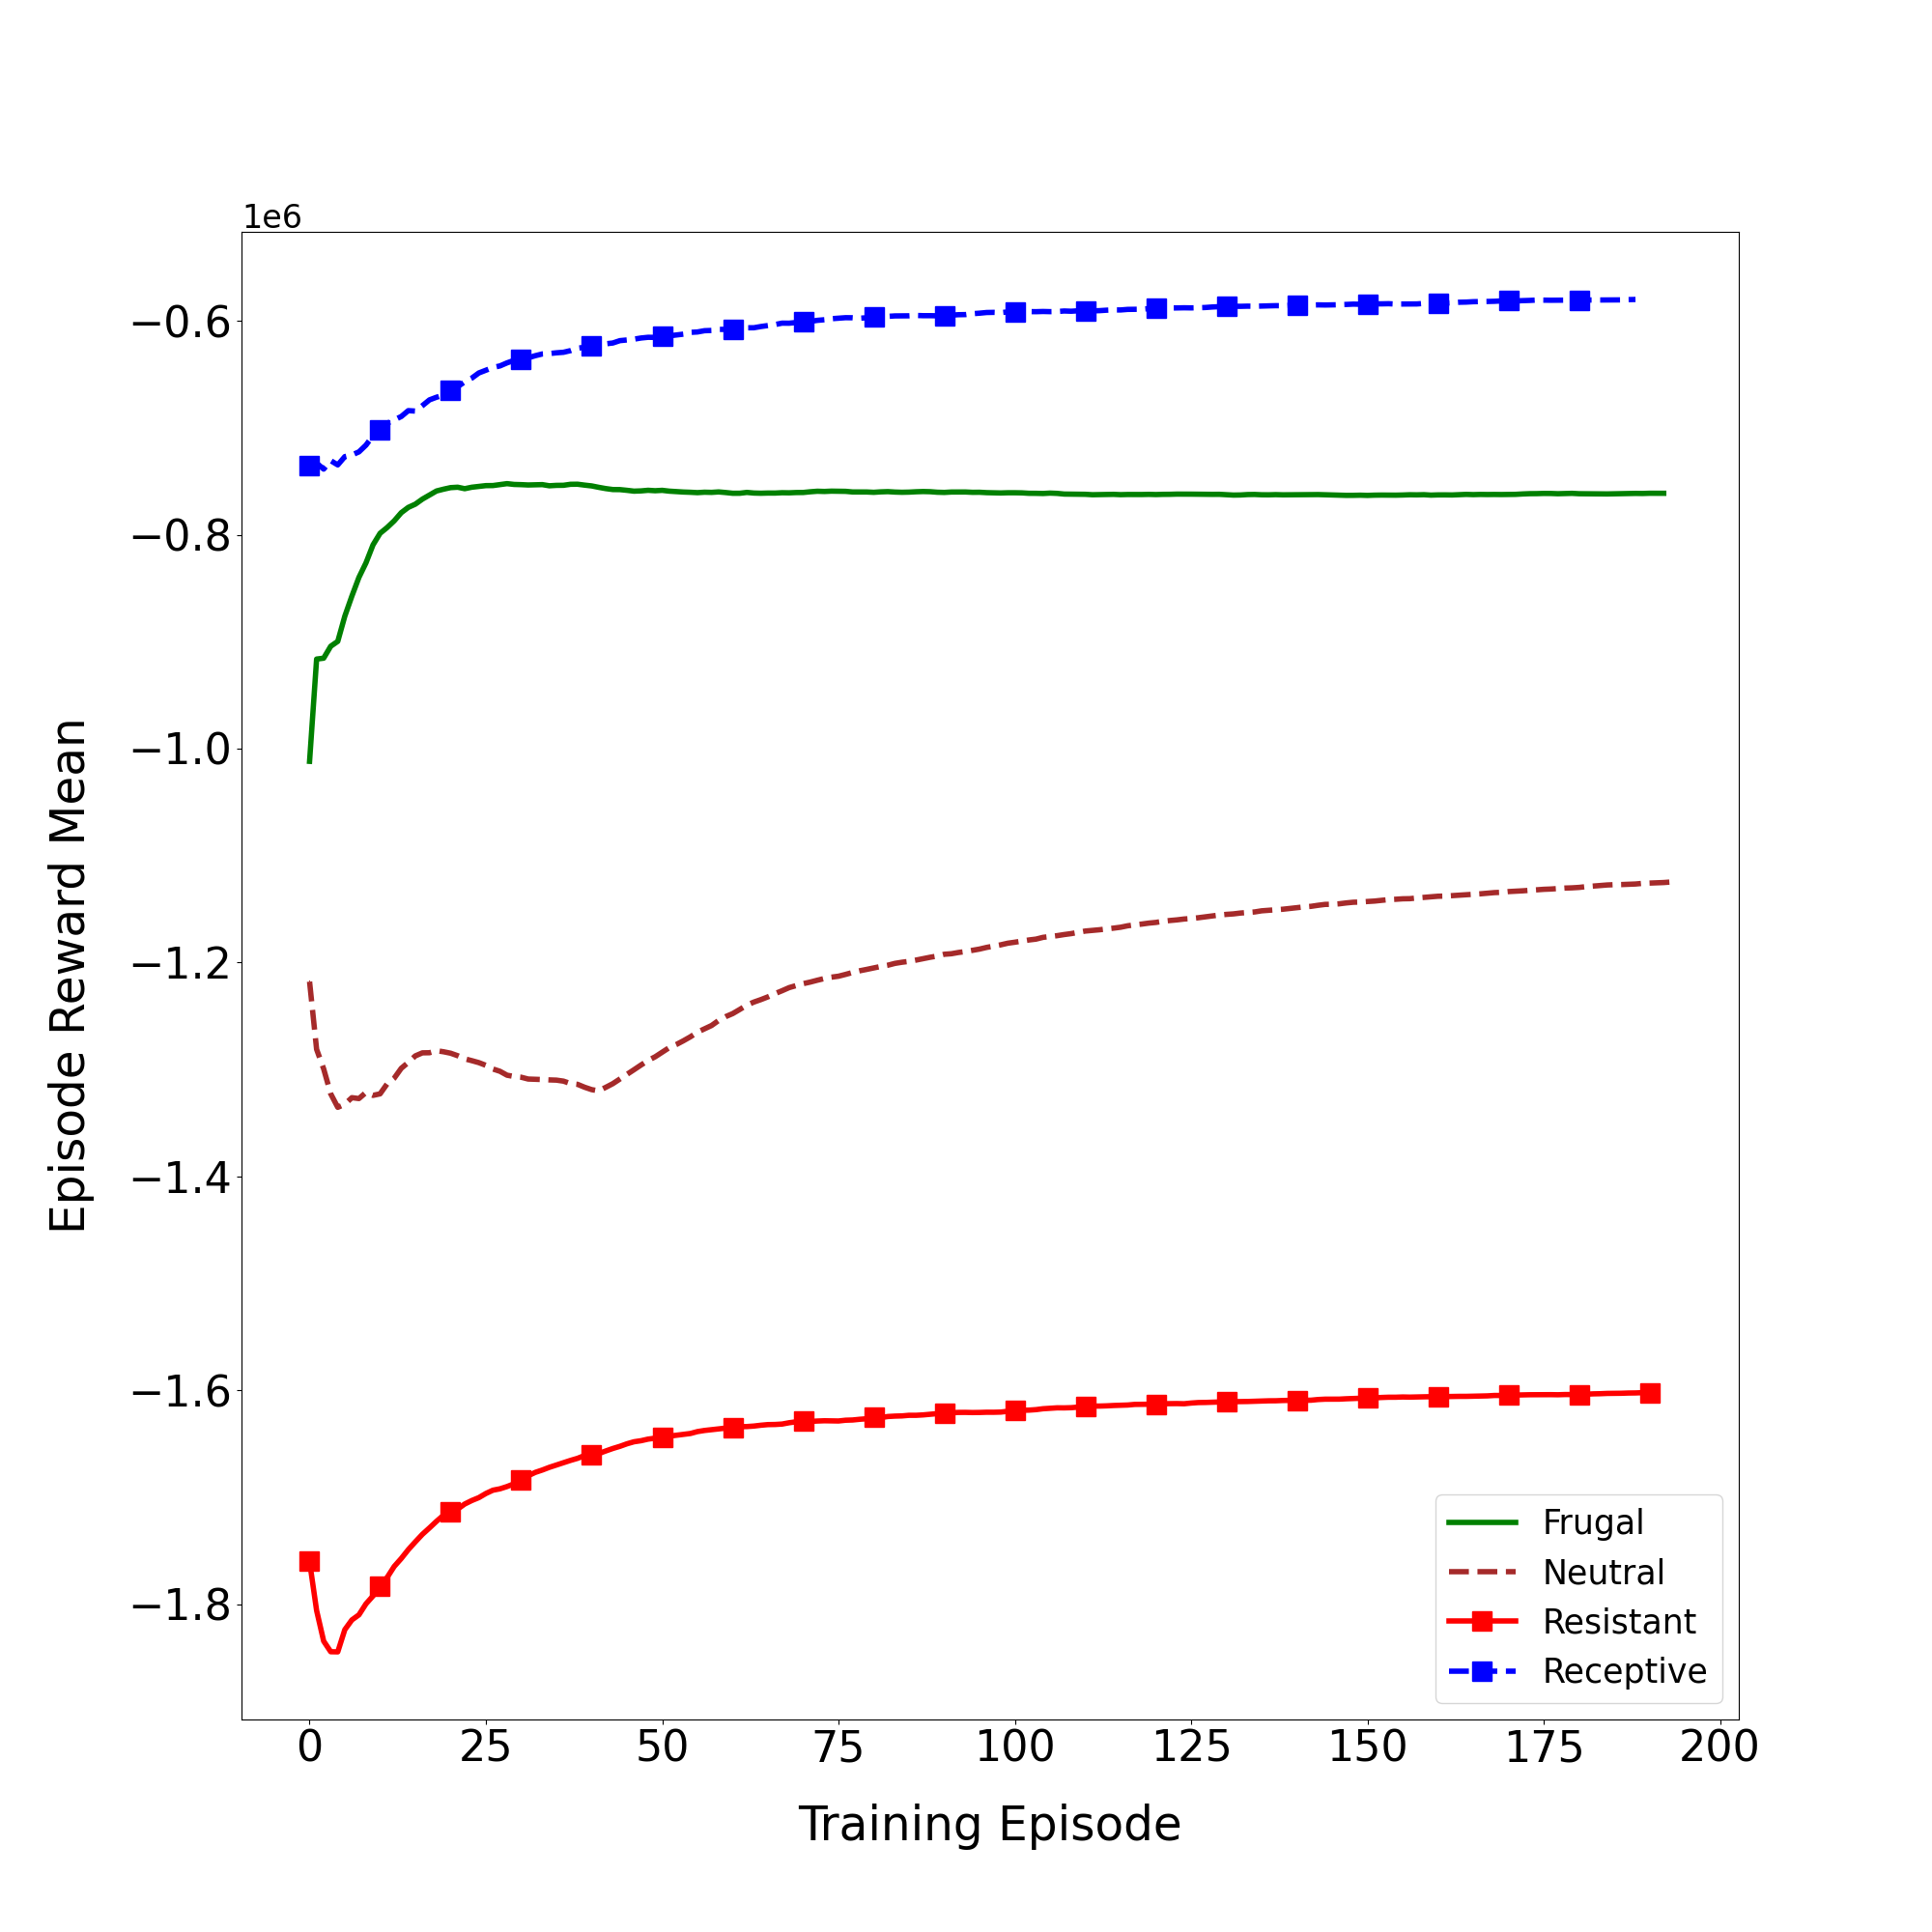 1e6
−0.6
−0.8
−1.0
−1.2
−1.4
−1.6
−1.8
Episode Reward Mean
0 25 50 75 100 125 150 175 200
Training Episode
Frugal
Neutral
Resistant
Receptive